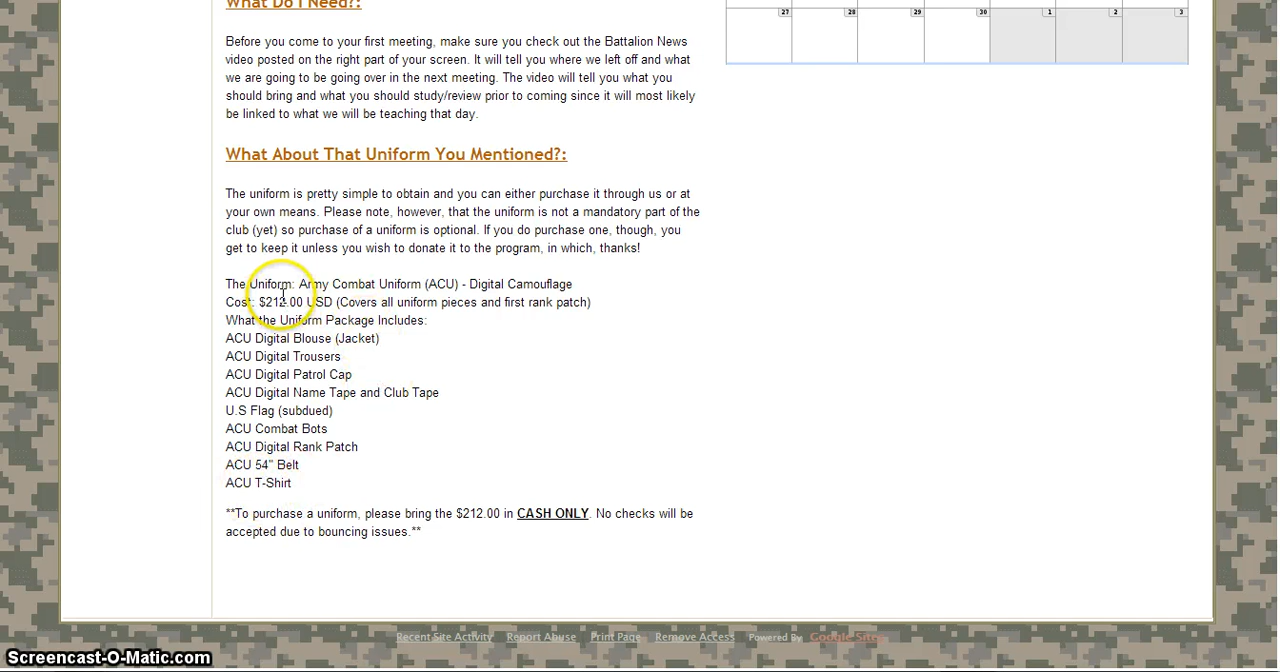 What Do I Need?:
27 28 29 30 1 2 3
Before you come to your first meeting, make sure you check out the Battalion News
video posted on the right part of your screen. It will tell you where we left off and what
we are going to be going over in the next meeting. The video will tell you what you
should bring and what you should study/review prior to coming since it will most likely
be linked to what we will be teaching that day.
What About That Uniform You Mentioned?:
The uniform is pretty simple to obtain and you can either purchase it through us or at
your own means. Please note, however, that the uniform is not a mandatory part of the
club (yet) so purchase of a uniform is optional. If you do purchase one, though, you
get to keep it unless you wish to donate it to the program, in which, thanks!
The Uniform: Army Combat Uniform (ACU) - Digital Camouflage
Cost: $212.00 USD (Covers all uniform pieces and first rank patch)
What the Uniform Package Includes:
ACU Digital Blouse (Jacket)
ACU Digital Trousers
ACU Digital Patrol Cap
ACU Digital Name Tape and Club Tape
U.S Flag (subdued)
ACU Combat Bots
ACU Digital Rank Patch
ACU 54" Belt
ACU T-Shirt
**To purchase a uniform, please bring the $212.00 in CASH ONLY. No checks will be
accepted due to bouncing issues.**
Recent Site Activity Report Abuse Print Page Remove Access Powered By Google Sites
Screencast-O-Matic.com